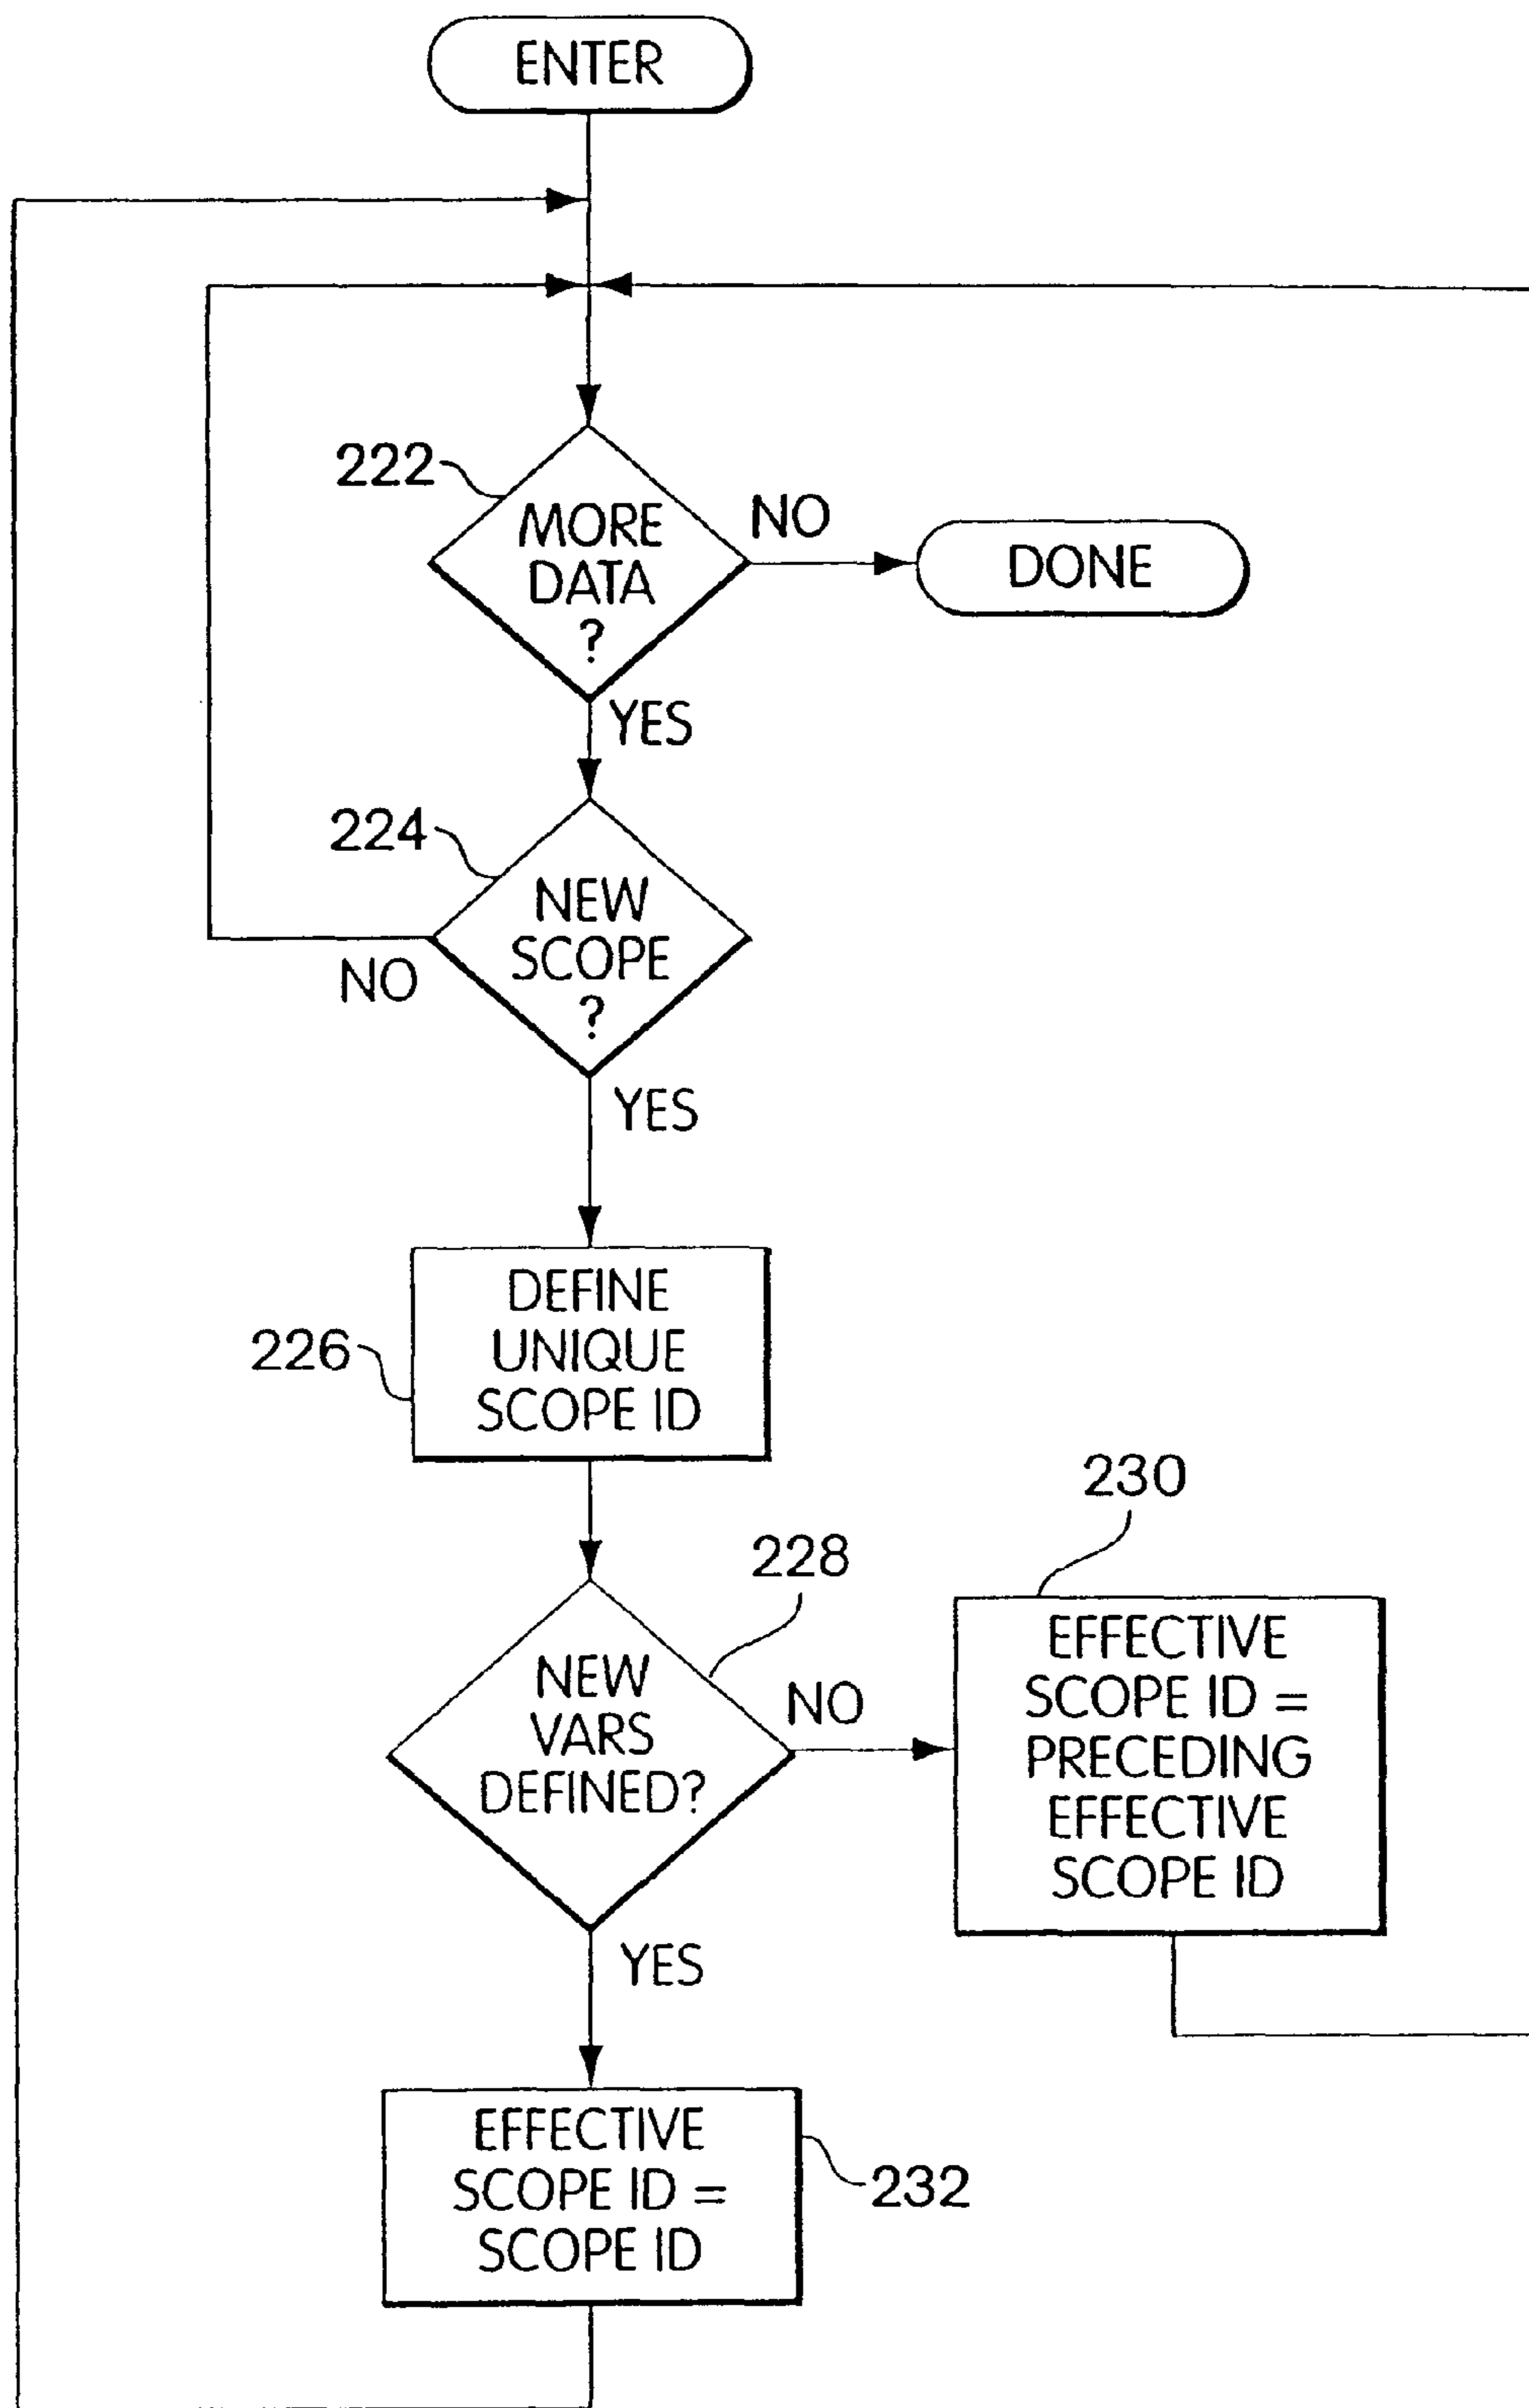 ENTER
222
MORE
DATA
?
NO
DONE
YES
224
NEW
SCOPE
?
NO
YES
DEFINE
UNIQUE
SCOPE ID
226
230
228
NEW
VARS
DEFINED?
NO
EFFECTIVE
SCOPE ID =
PRECEDING
EFFECTIVE
SCOPE ID
YES
EFFECTIVE
SCOPE ID =
SCOPE ID
232